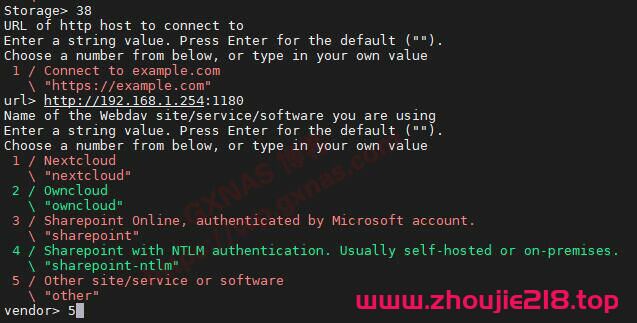 Storage> 38
URL of http host to connect to
Enter a string value. Press Enter for the default ("").
Choose a number from below, or type in your own value
 1 / Connect to example.com
   \ "https://example.com"
url> http://192.168.1.254:1180
Name of the Webdav site/service/software you are using
Enter a string value. Press Enter for the default ("").
Choose a number from below, or type in your own value
 1 / Nextcloud
   \ "nextcloud"
 2 / Owncloud
   \ "owncloud"
 3 / Sharepoint Online, authenticated by Microsoft account.
   \ "sharepoint"
 4 / Sharepoint with NTLM authentication. Usually self-hosted or on-premises.
   \ "sharepoint-ntlm"
 5 / Other site/service or software
   \ "other"
vendor> 5
GXNAS
www.zhoujie218.top